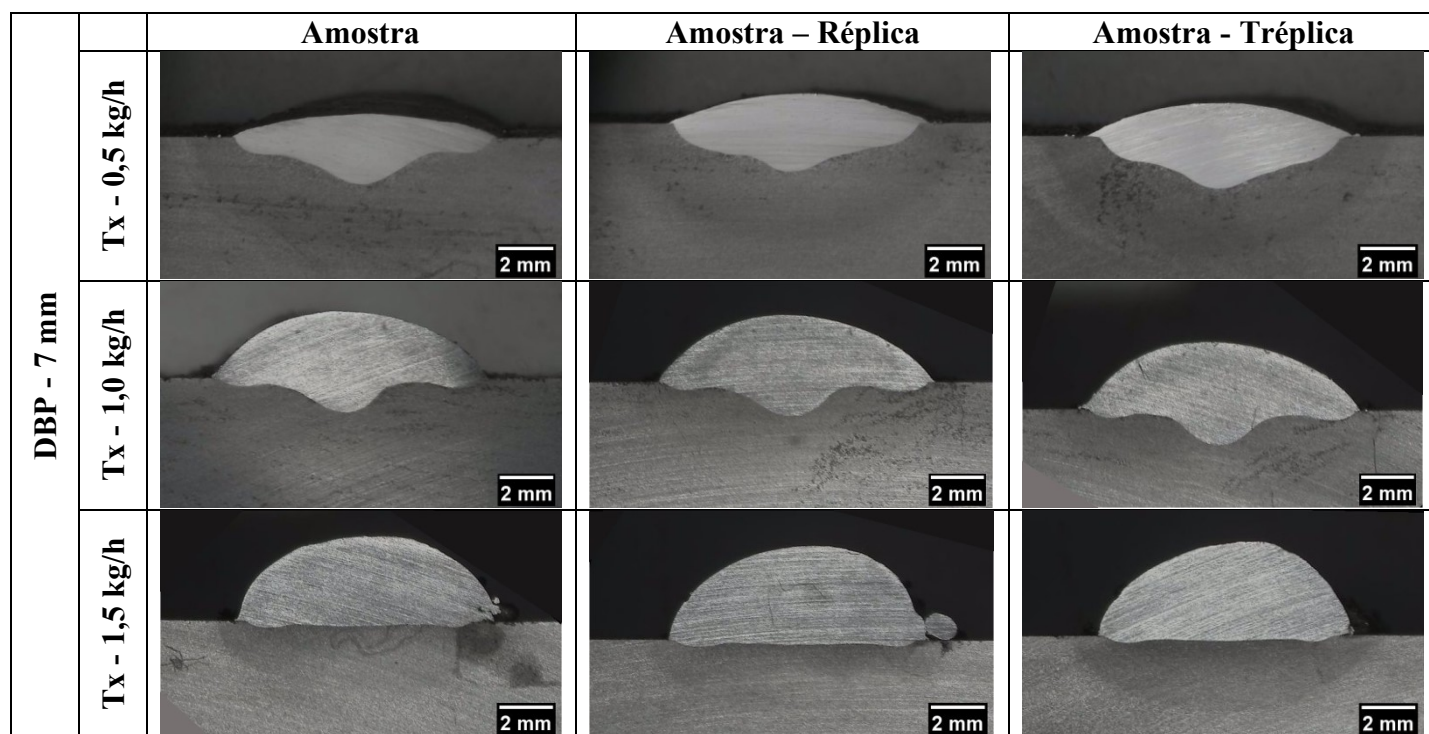 Amostra
Amostra – Réplica
Amostra - Tréplica
DBP - 7 mm
Tx - 0,5 kg/h
2 mm
2 mm
2 mm
Tx - 1,0 kg/h
2 mm
2 mm
2 mm
Tx - 1,5 kg/h
2 mm
2 mm
2 mm